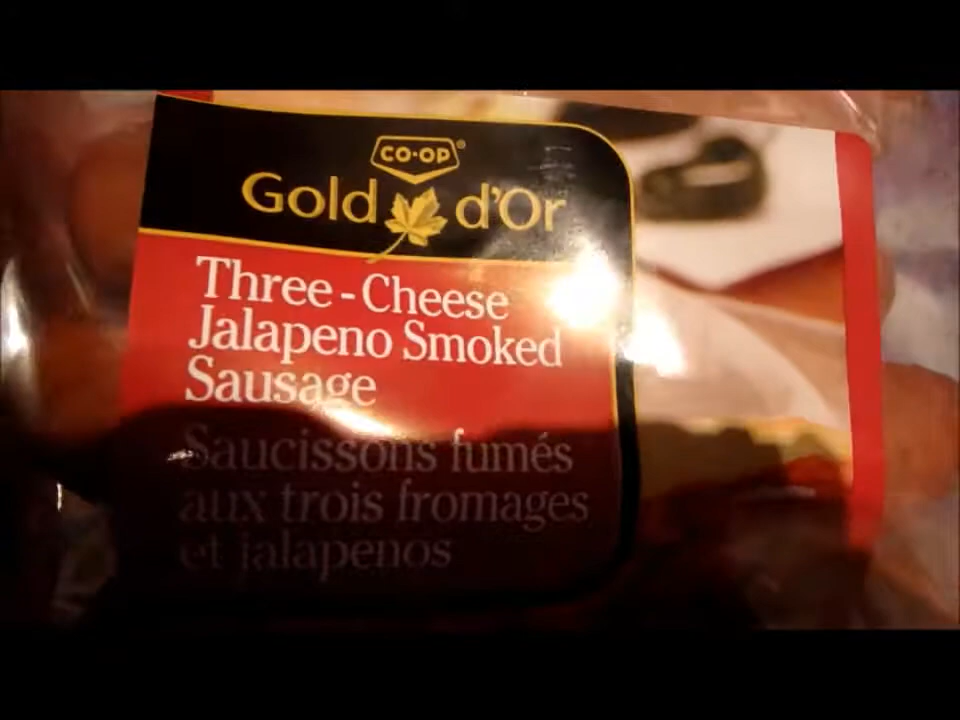 CO-OP®
Gold d'Or
Three-Cheese
Jalapeno Smoked
Sausage
Saucissons fumés
aux trois fromages
et jalapenos